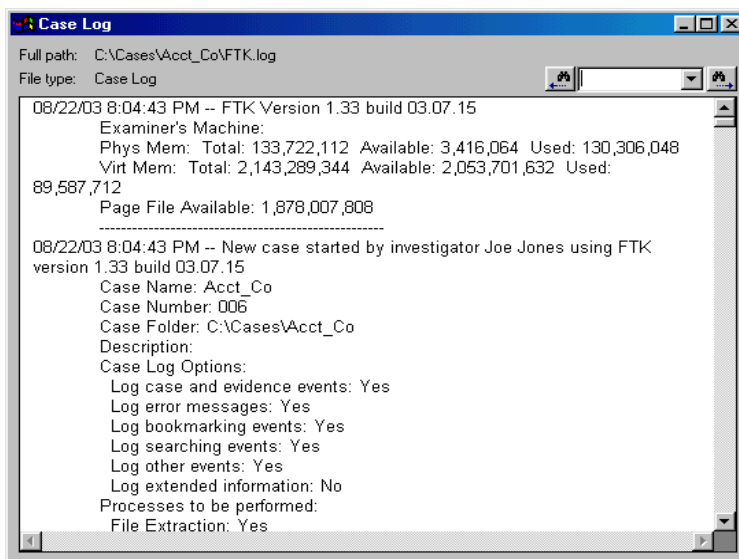 Case Log
Full path: C:\Cases\Acct_Co\FTK.log
File type: Case Log
08/22/03 8:04:43 PM -- FTK Version 1.33 build 03.07.15
Examiner's Machine:
Phys Mem: Total: 133,722,112 Available: 3,416,064 Used: 130,306,048
Virt Mem: Total: 2,143,289,344 Available: 2,053,701,632 Used:
89,587,712
Page File Available: 1,878,007,808
----------------------------------------------------
08/22/03 8:04:43 PM -- New case started by investigator Joe Jones using FTK
version 1.33 build 03.07.15
Case Name: Acct_Co
Case Number: 006
Case Folder: C:\Cases\Acct_Co
Description:
Case Log Options:
Log case and evidence events: Yes
Log error messages: Yes
Log bookmarking events: Yes
Log searching events: Yes
Log other events: Yes
Log extended information: No
Processes to be performed:
File Extraction: Yes